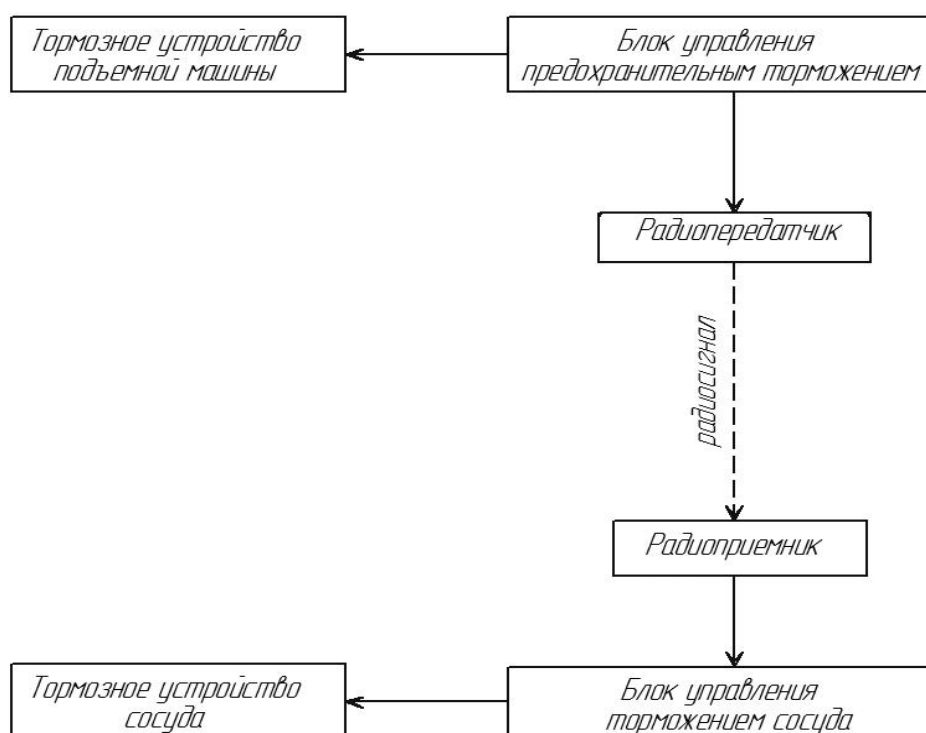 Тормозное устройство
подъемной машины
Блок управления
предохранительным торможением
Радиопередатчик
радиосигнал
Радиоприемник
Тормозное устройство
сосуда
Блок управления
торможением сосуда